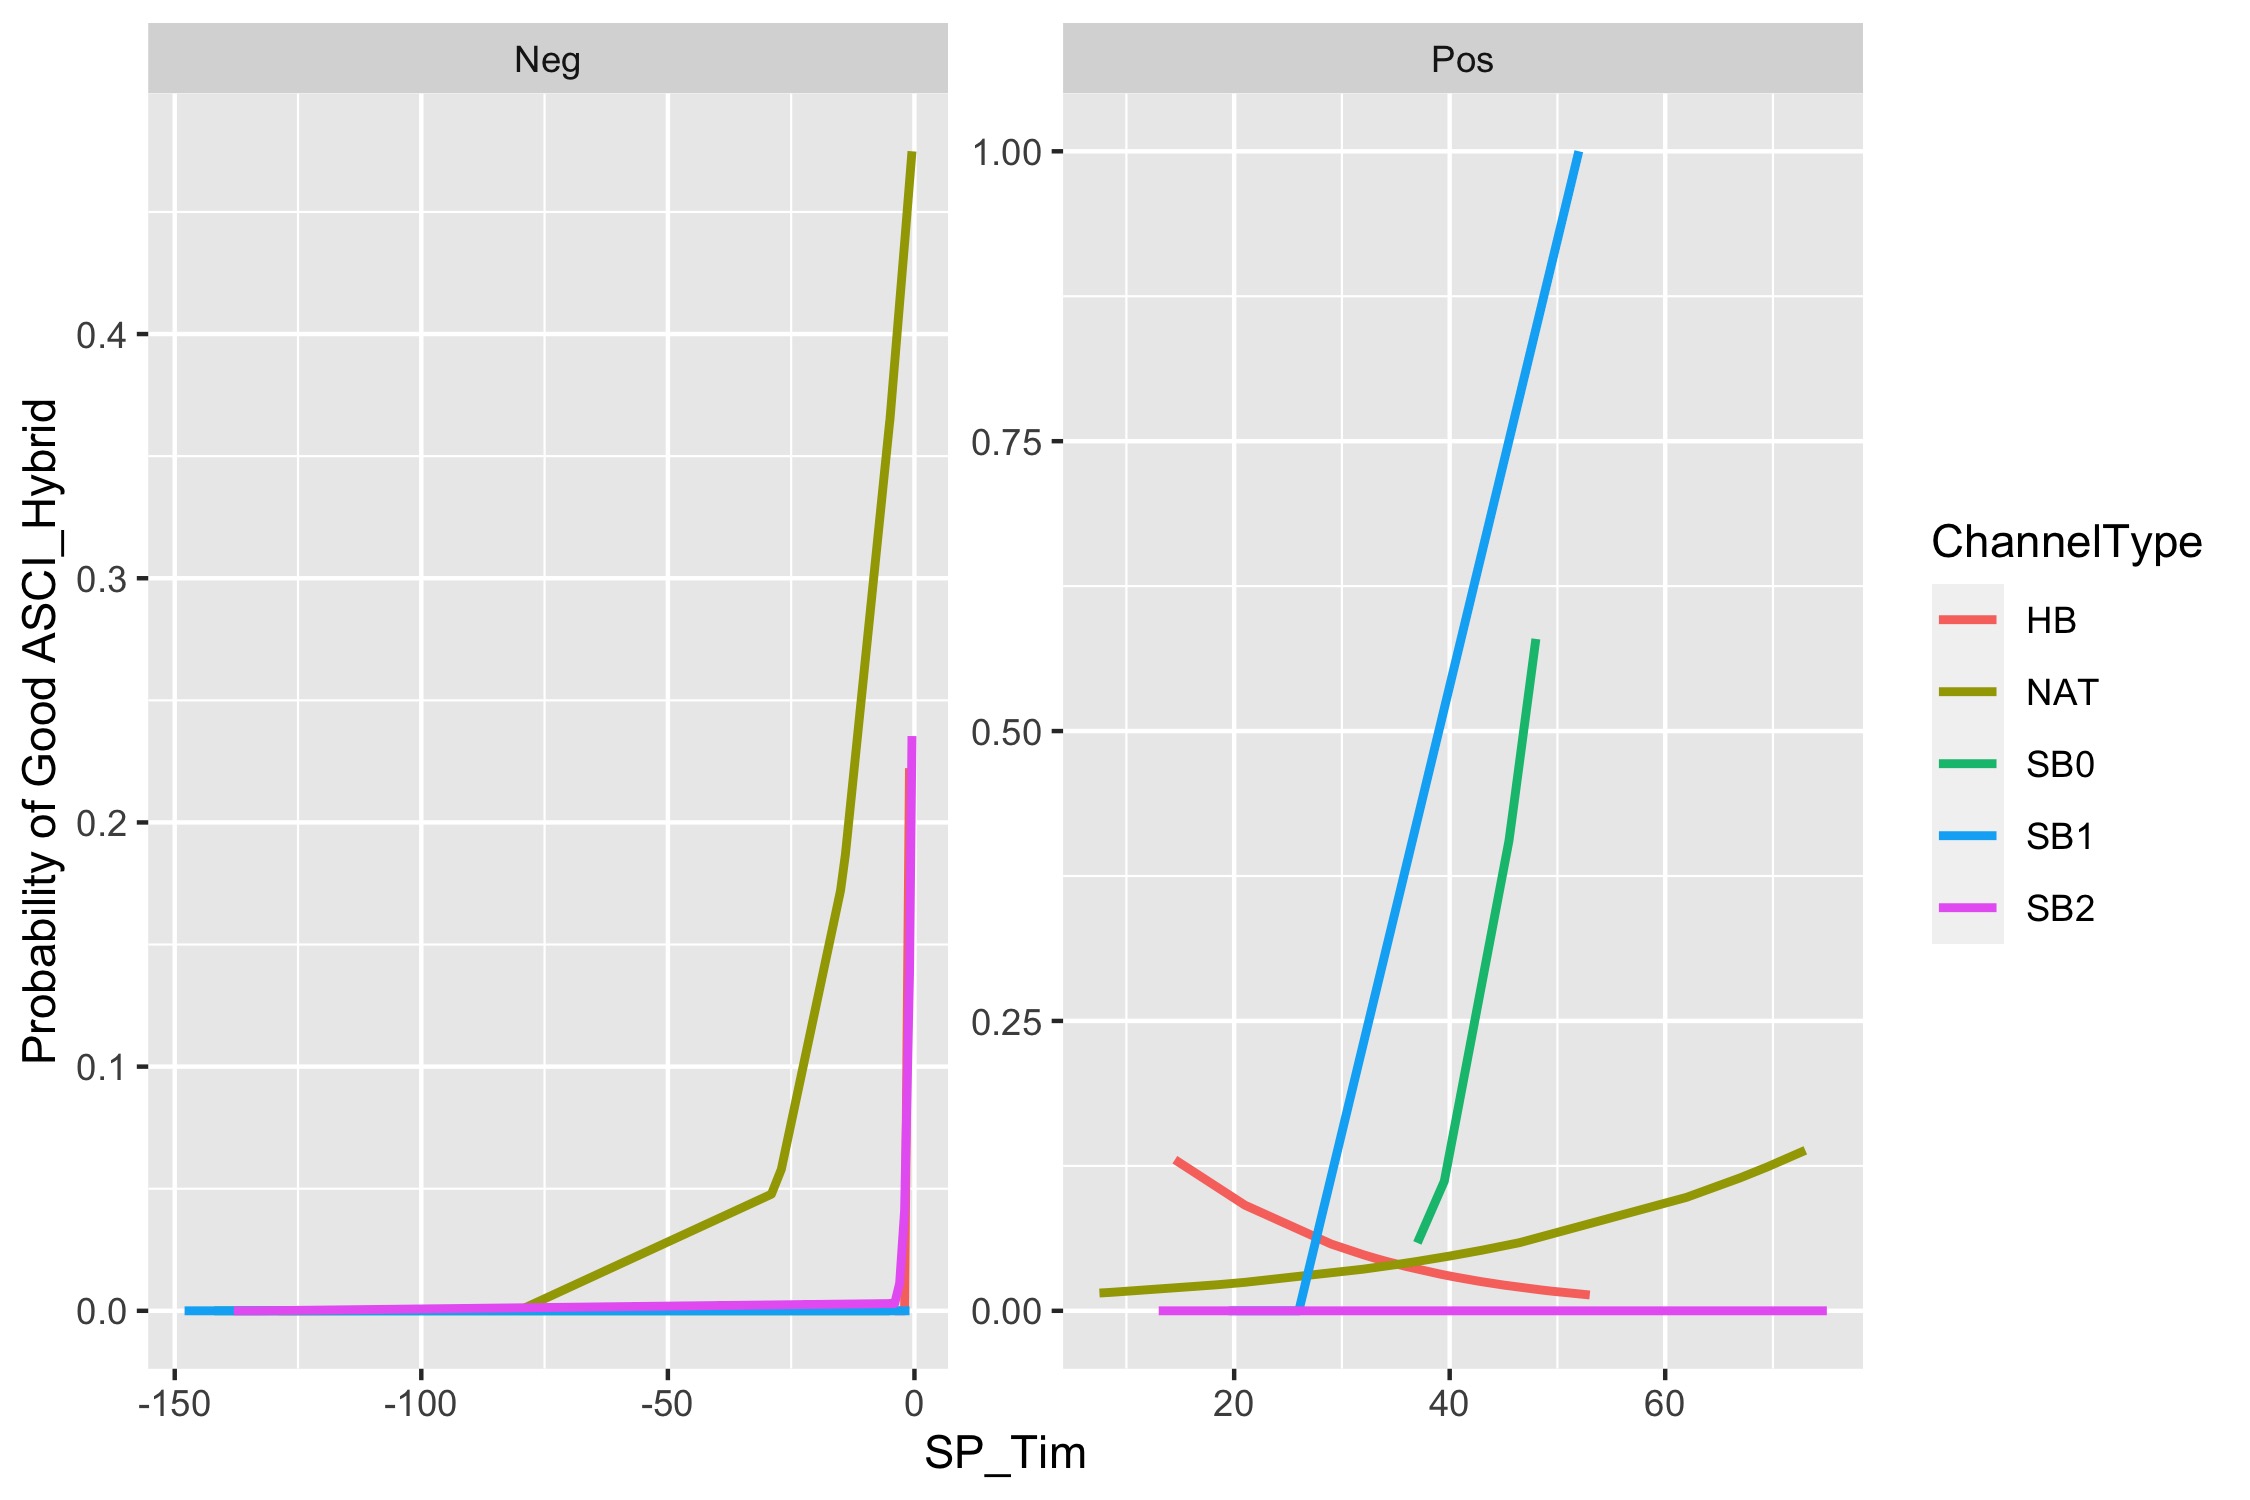 Neg
Pos
Probability of Good ASCI_Hybrid
0.4
0.3
0.2
0.1
0.0
-150
-100
-50
0
1.00
0.75
0.50
0.25
0.00
20
40
60
SP_Tim
ChannelType
HB
NAT
SB0
SB1
SB2